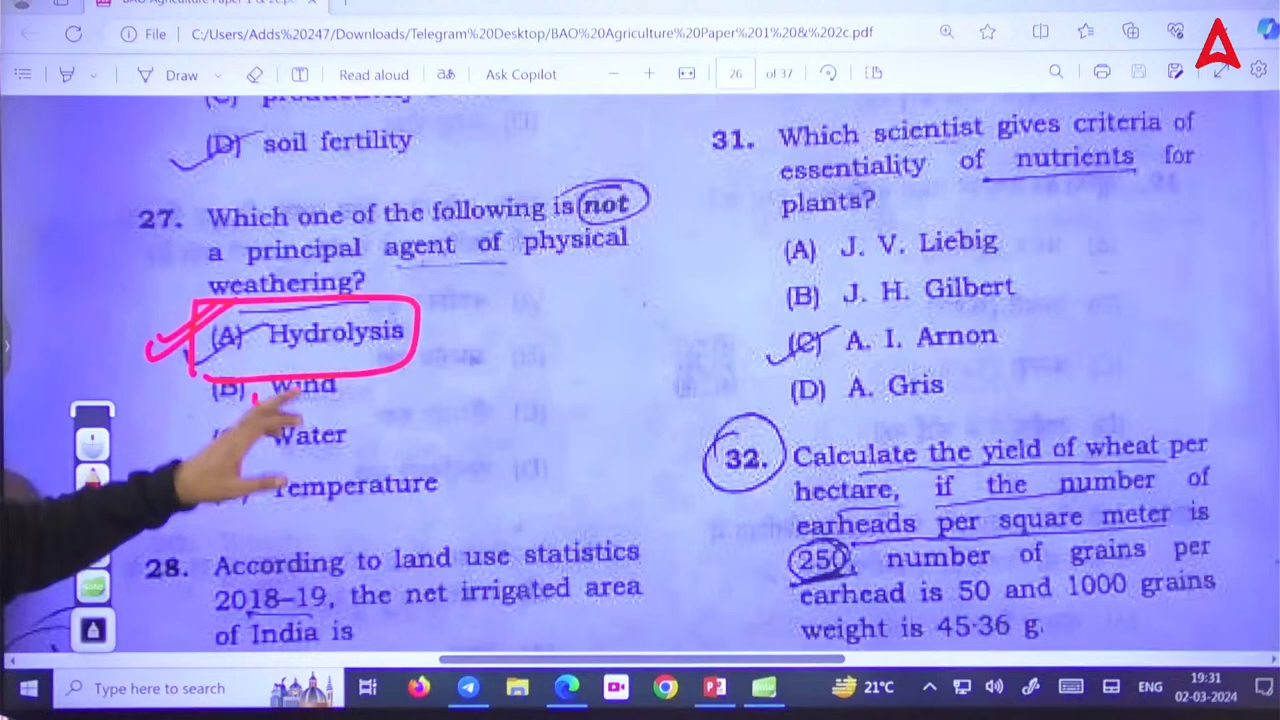 File
C:/Users/Adds%20247/Downloads/Telegram%20Desktop/BAO%20Agriculture%20Paper%201%20&%202c.pdf
Draw
Read aloud
Ask Copilot
26
of 37
(D) soil fertility
27. Which one of the following is not
a principal agent of physical
weathering?
(A) Hydrolysis
(B) Wind
Water
Temperature
28. According to land use statistics
2018–19, the net irrigated area
of India is
31. Which scientist gives criteria of
essentiality of nutrients for
plants?
(A) J. V. Liebig
(B) J. H. Gilbert
(C) A. I. Arnon
(D) A. Gris
32. Calculate the yield of wheat per
hectare, if the number of
earheads per square meter is
250, number of grains per
earhead is 50 and 1000 grains
weight is 45·36 g.
Type here to search
21°C
ENG
19:31
02-03-2024